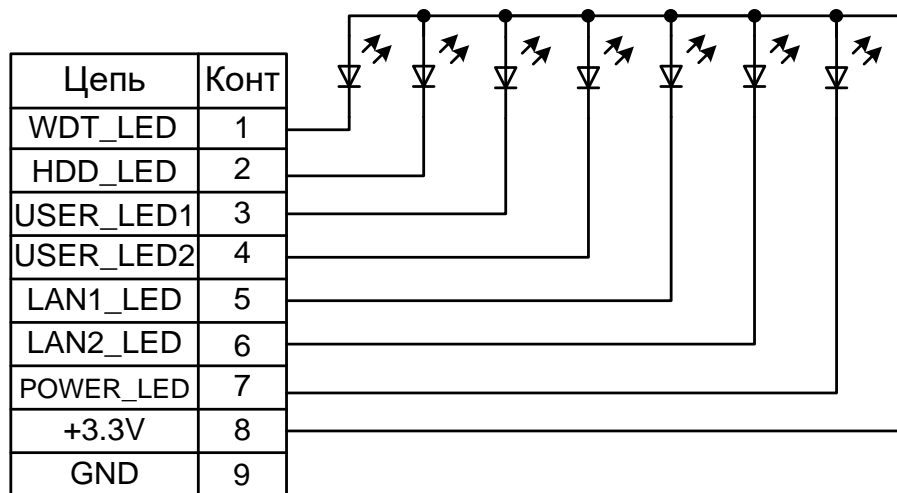 Цепь Конт
WDT_LED 1
HDD_LED 2
USER_LED1 3
USER_LED2 4
LAN1_LED 5
LAN2_LED 6
POWER_LED 7
+3.3V 8
GND 9